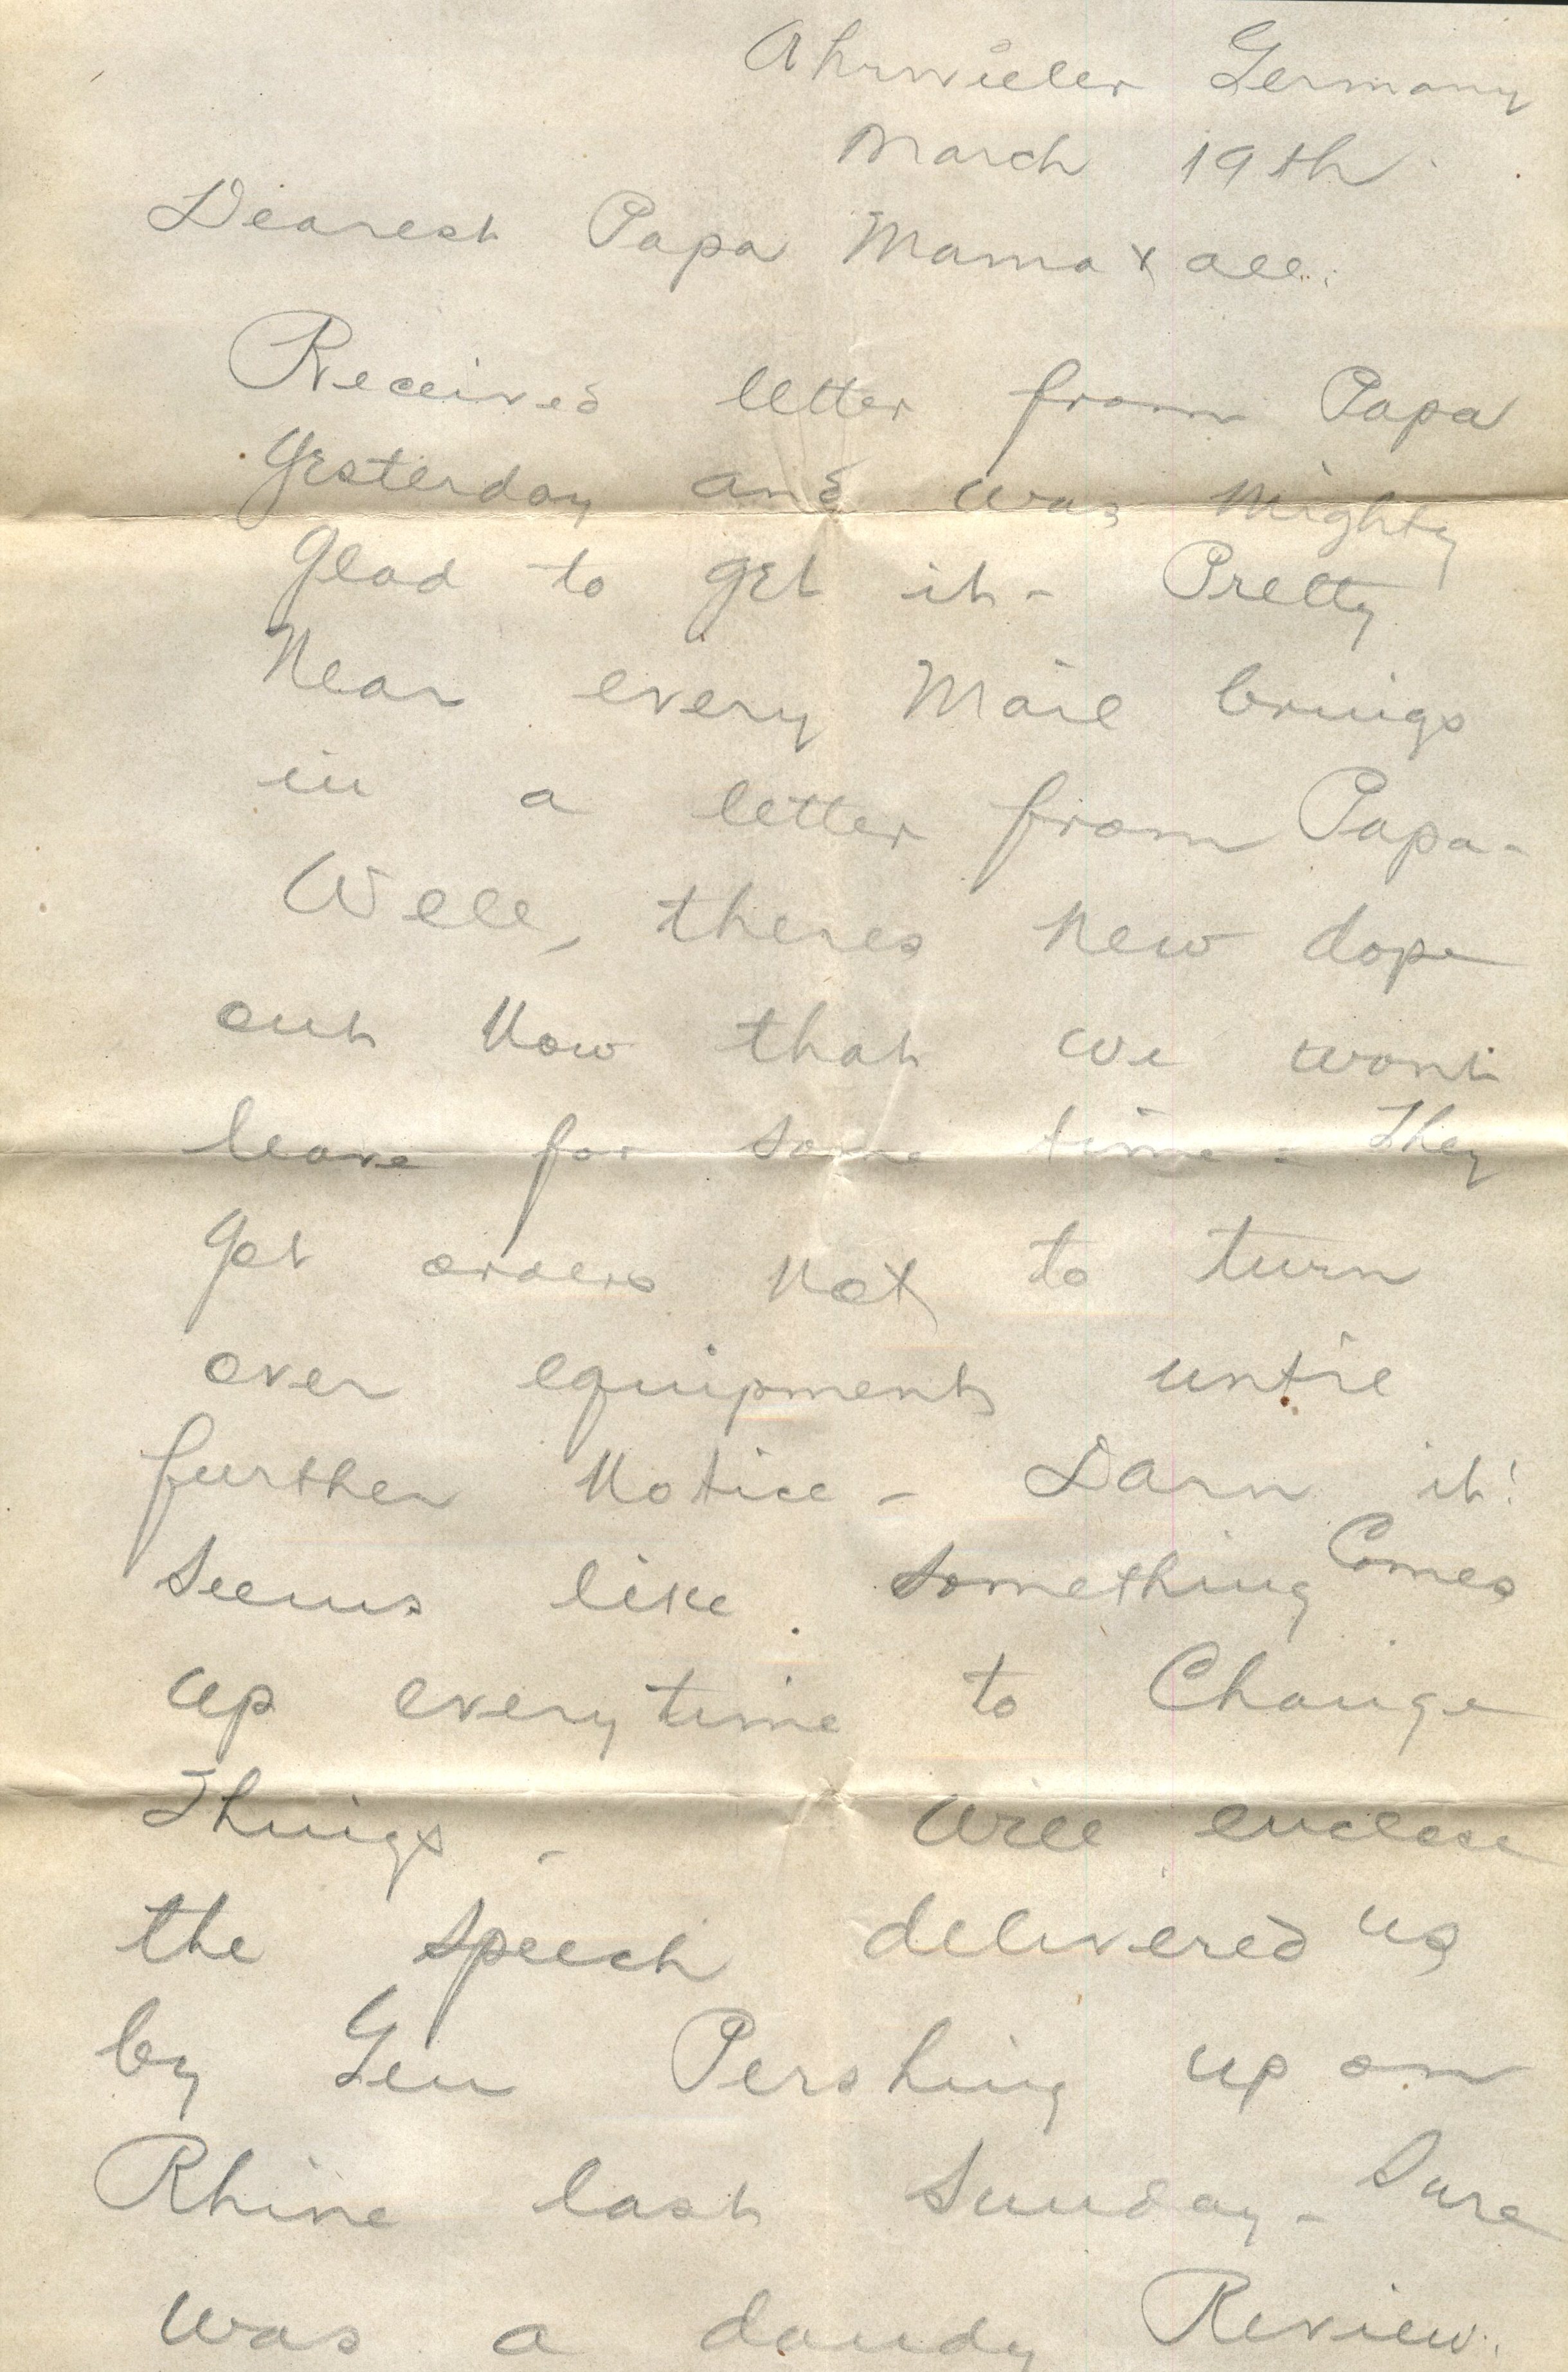 Ahrwieler Germany
March 19th
Dearest Papa Mama & all.
Received letter from Papa
Yesterday and was Mighty
Glad to get it - Pretty
Near every Mail brings
in a letter from Papa -
Well, theres New dope
out Now that we wont
leave for some time - They
Got orders Not to turn
over equipment until
further Notice - Darn it!
Seems like something Comes
up everytime to Change
Things - Will enclose
the speech delivered us
by Gen Pershing up on
Rhine last Sunday - Sure
was a dandy Review.